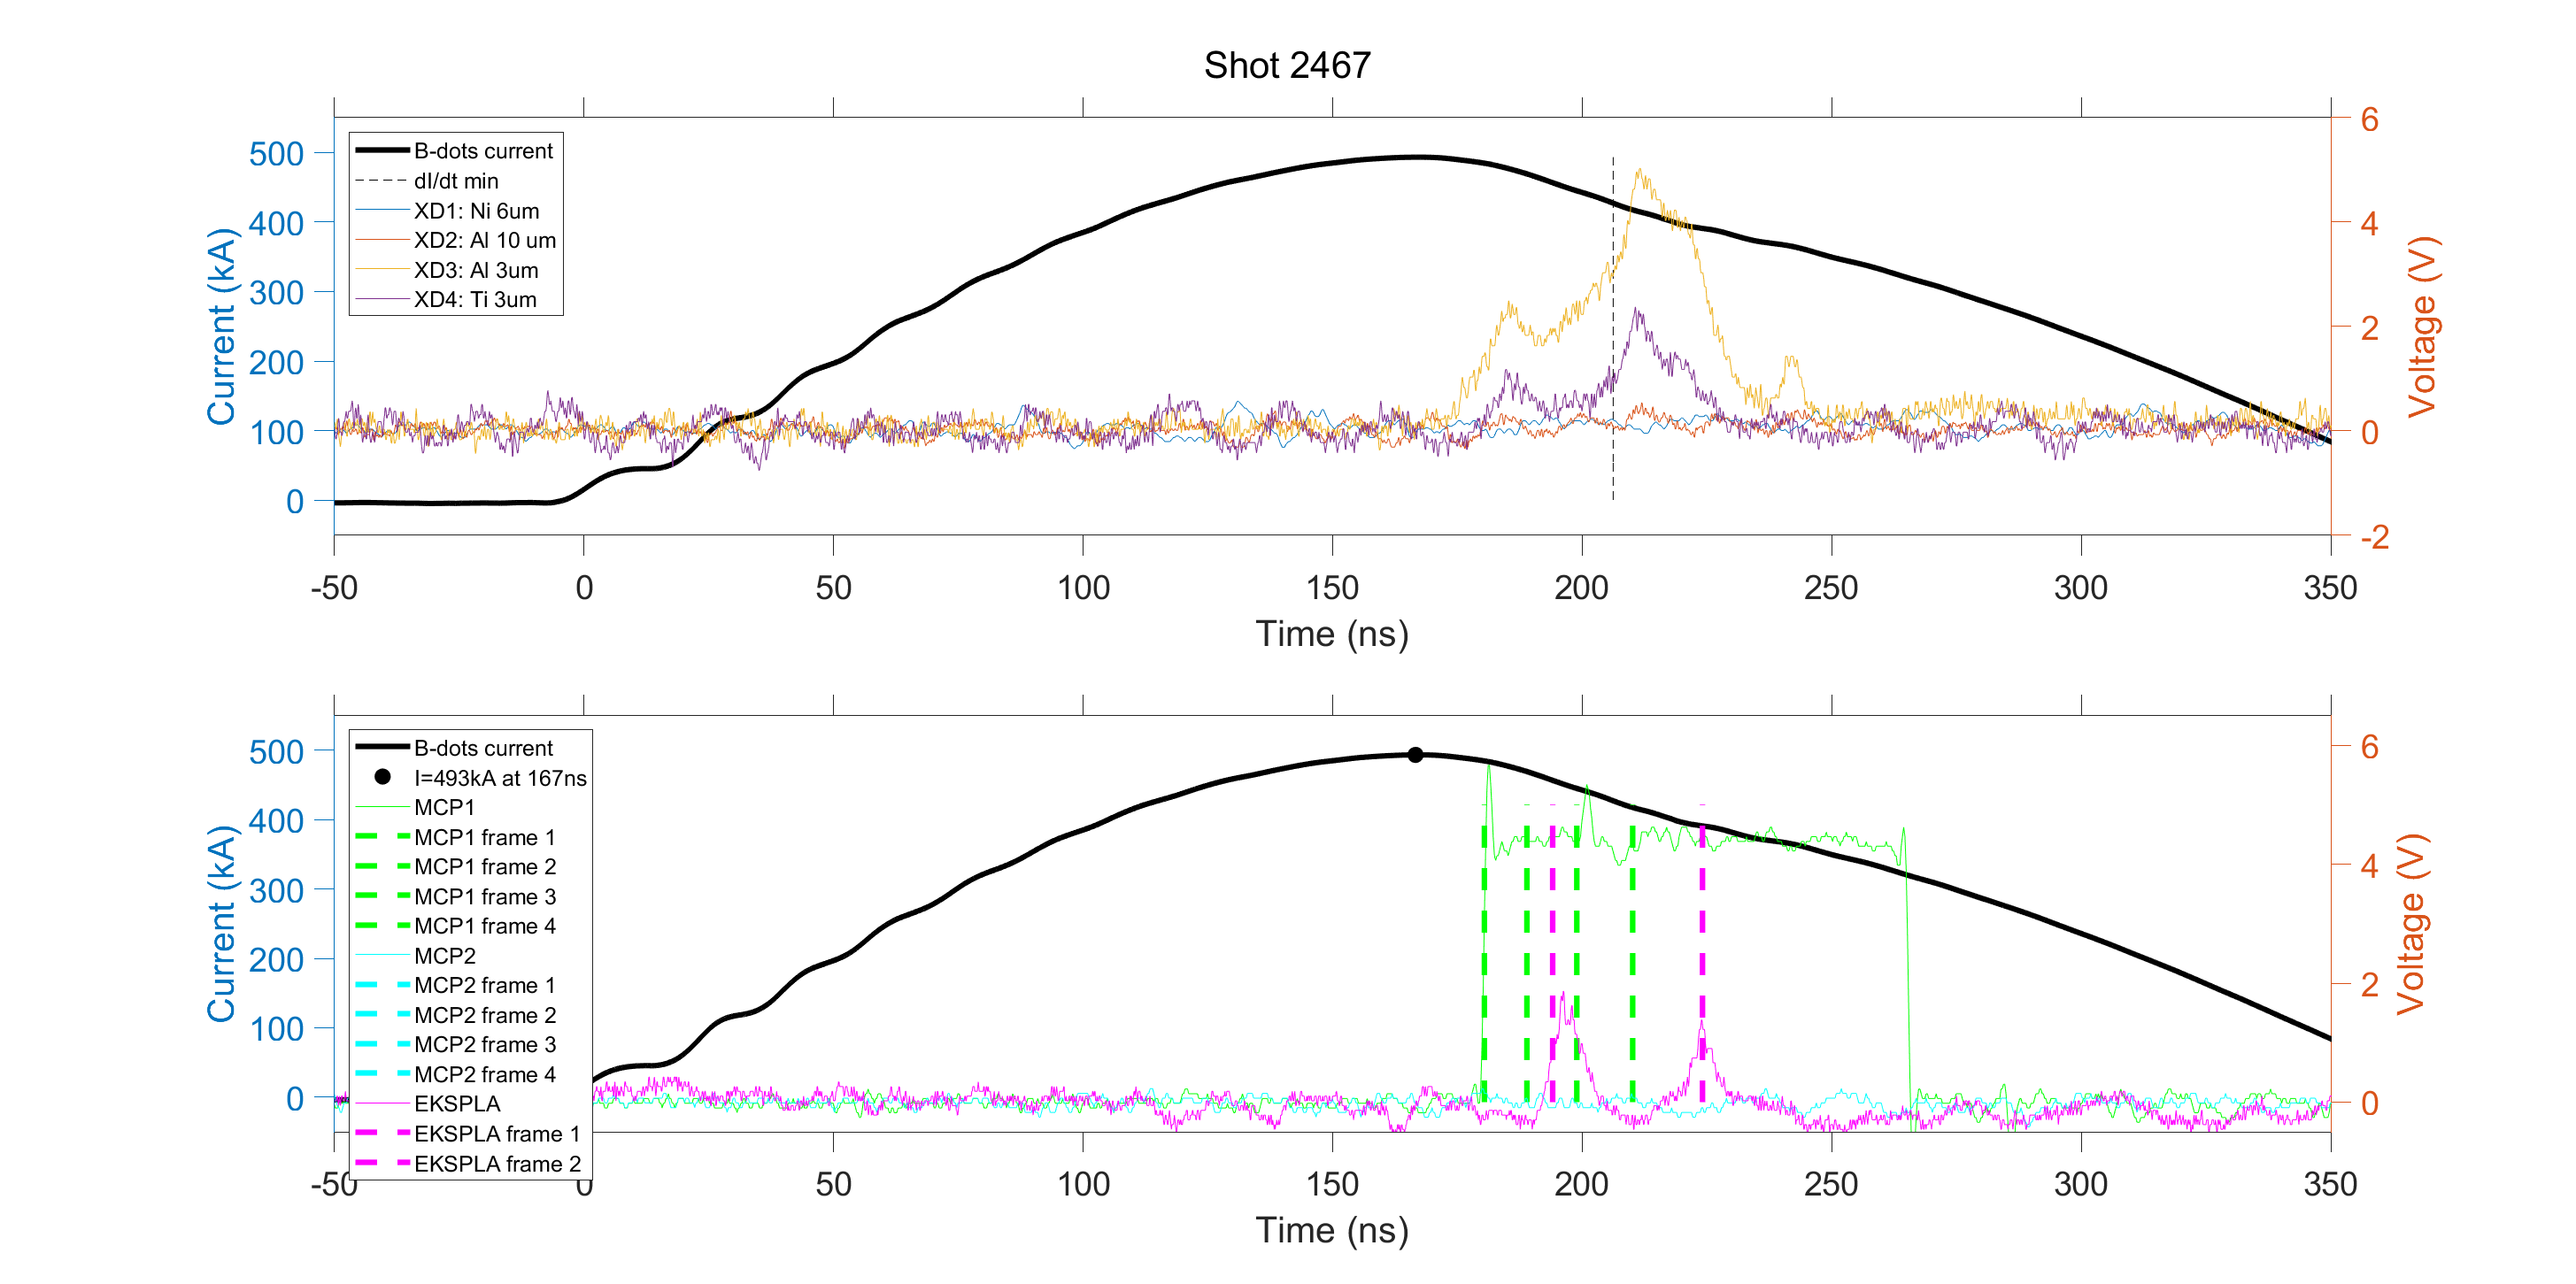 Shot 2467
Current (kA)
500
400
300
200
100
0
B-dots current
dI/dt min
XD1: Ni 6um
XD2: Al 10 um
XD3: Al 3um
XD4: Ti 3um
6
4
2
0
-2
Voltage (V)
-50 0 50 100 150 200 250 300 350
Time (ns)
Current (kA)
500
400
300
200
100
0
B-dots current
I=493kA at 167ns
MCP1
MCP1 frame 1
MCP1 frame 2
MCP1 frame 3
MCP1 frame 4
MCP2
MCP2 frame 1
MCP2 frame 2
MCP2 frame 3
MCP2 frame 4
EKSPLA
EKSPLA frame 1
EKSPLA frame 2
6
4
2
0
Voltage (V)
-50 0 50 100 150 200 250 300 350
Time (ns)